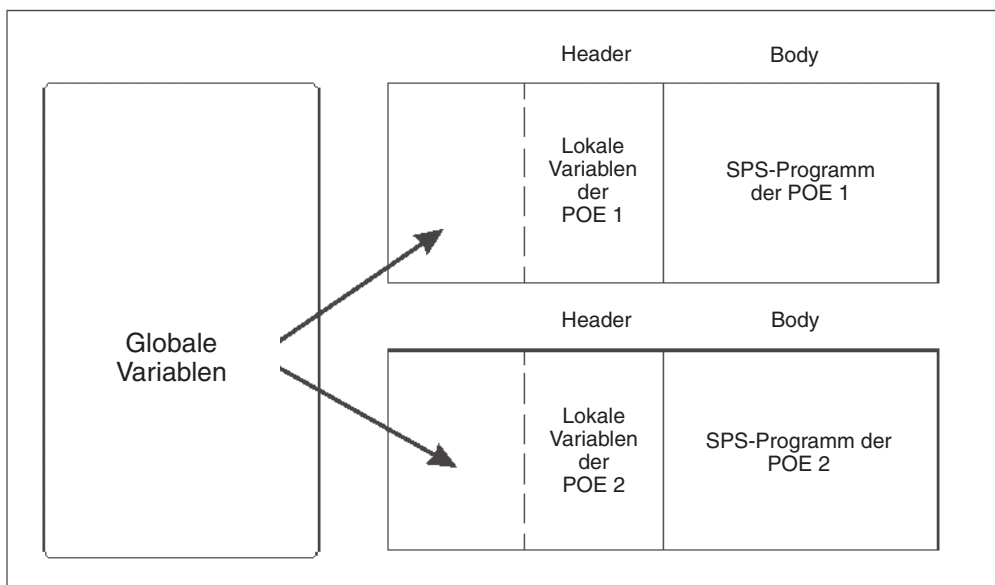 Globale
Variablen
Header
Body
Lokale
Variablen
der
POE 1
SPS-Programm
der POE 1
Header
Body
Lokale
Variablen
der
POE 2
SPS-Programm der
POE 2